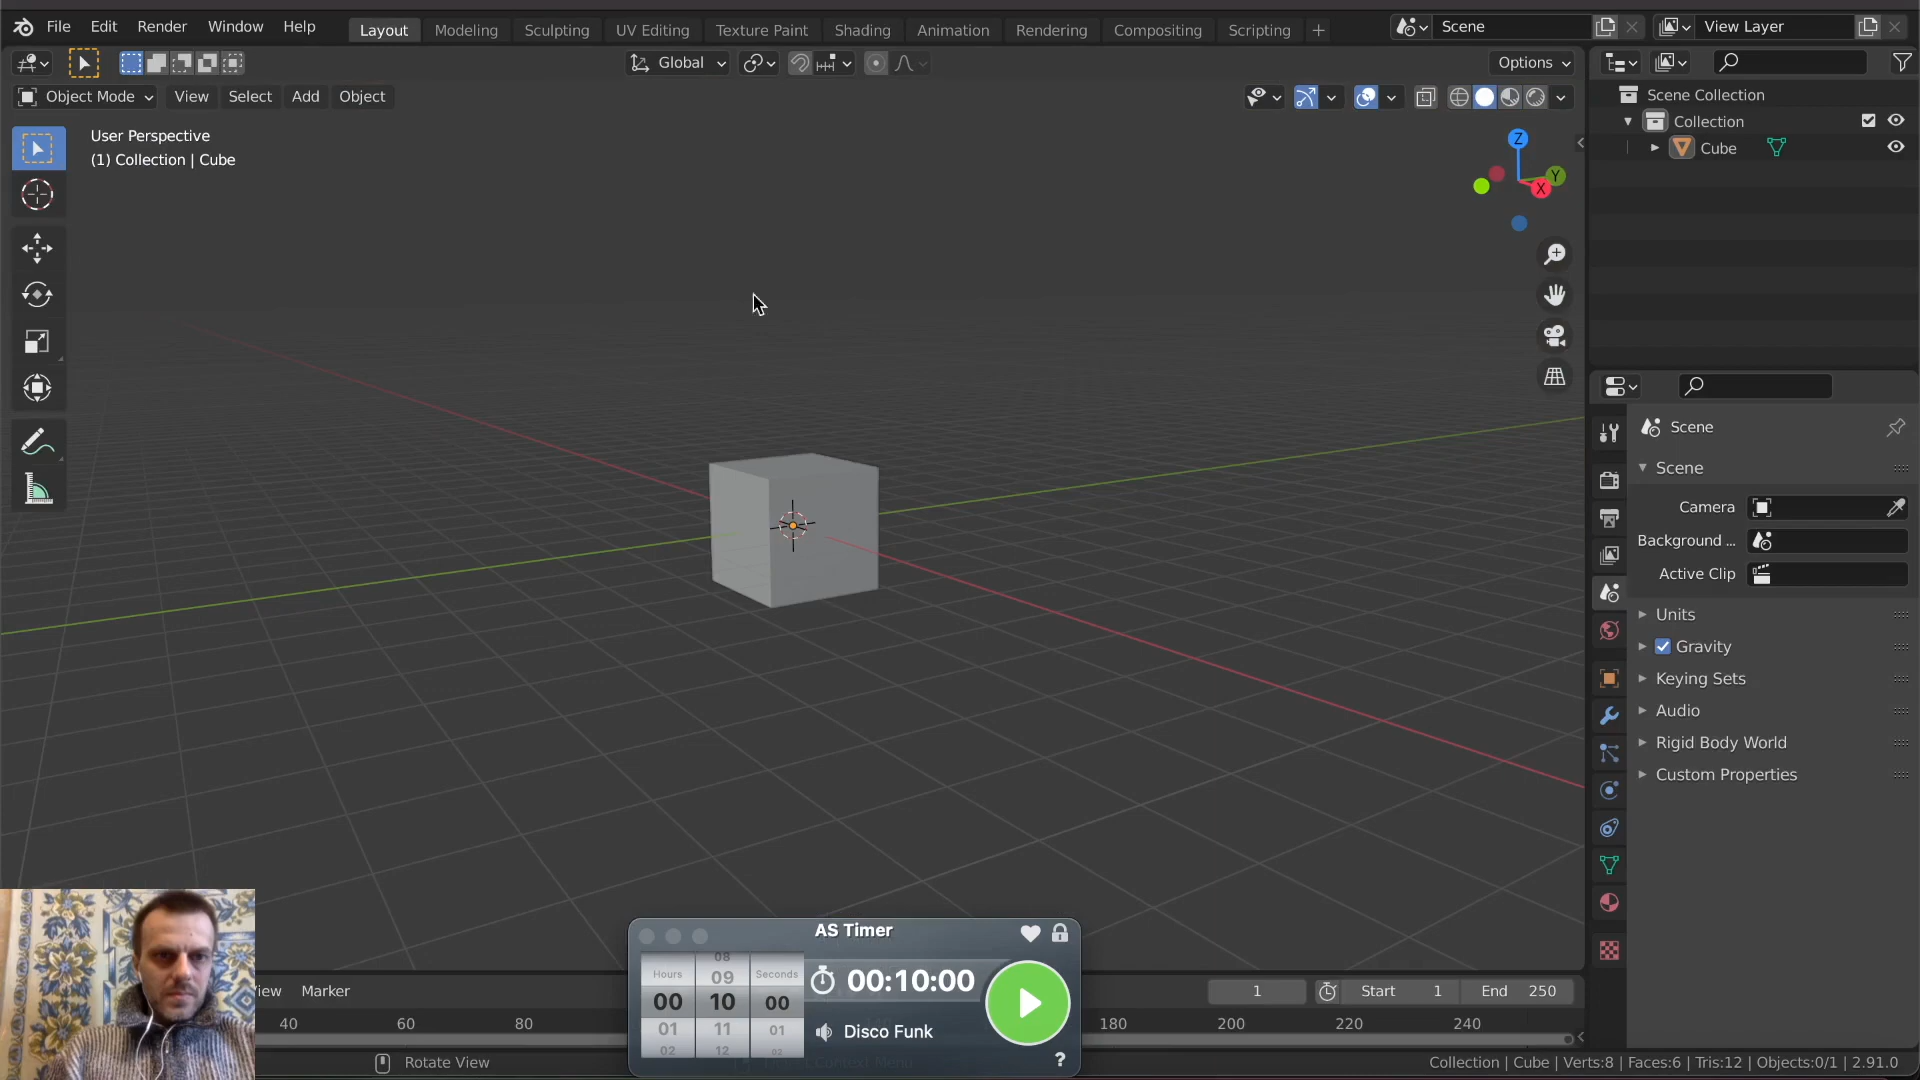 File Edit Render Window Help Layout Modeling Sculpting UV Editing Texture Paint Shading Animation Rendering Compositing Scripting + Scene View Layer
Global Options
Object Mode View Select Add Object
User Perspective
(1) Collection | Cube
Z
Y
X
Scene Collection
Collection
Cube
Scene
Scene
Camera
Background ...
Active Clip
Units
Gravity
Keying Sets
Audio
Rigid Body World
Custom Properties
AS Timer
Hours 08 09 Seconds
00 10 00
01 11 01
02 12 02
00:10:00
Disco Funk
?
Marker
1 Start 1 End 250
40 60 80 180 200 220 240
Rotate View
Collection | Cube | Verts:8 | Faces:6 | Tris:12 | Objects:0/1 | 2.91.0